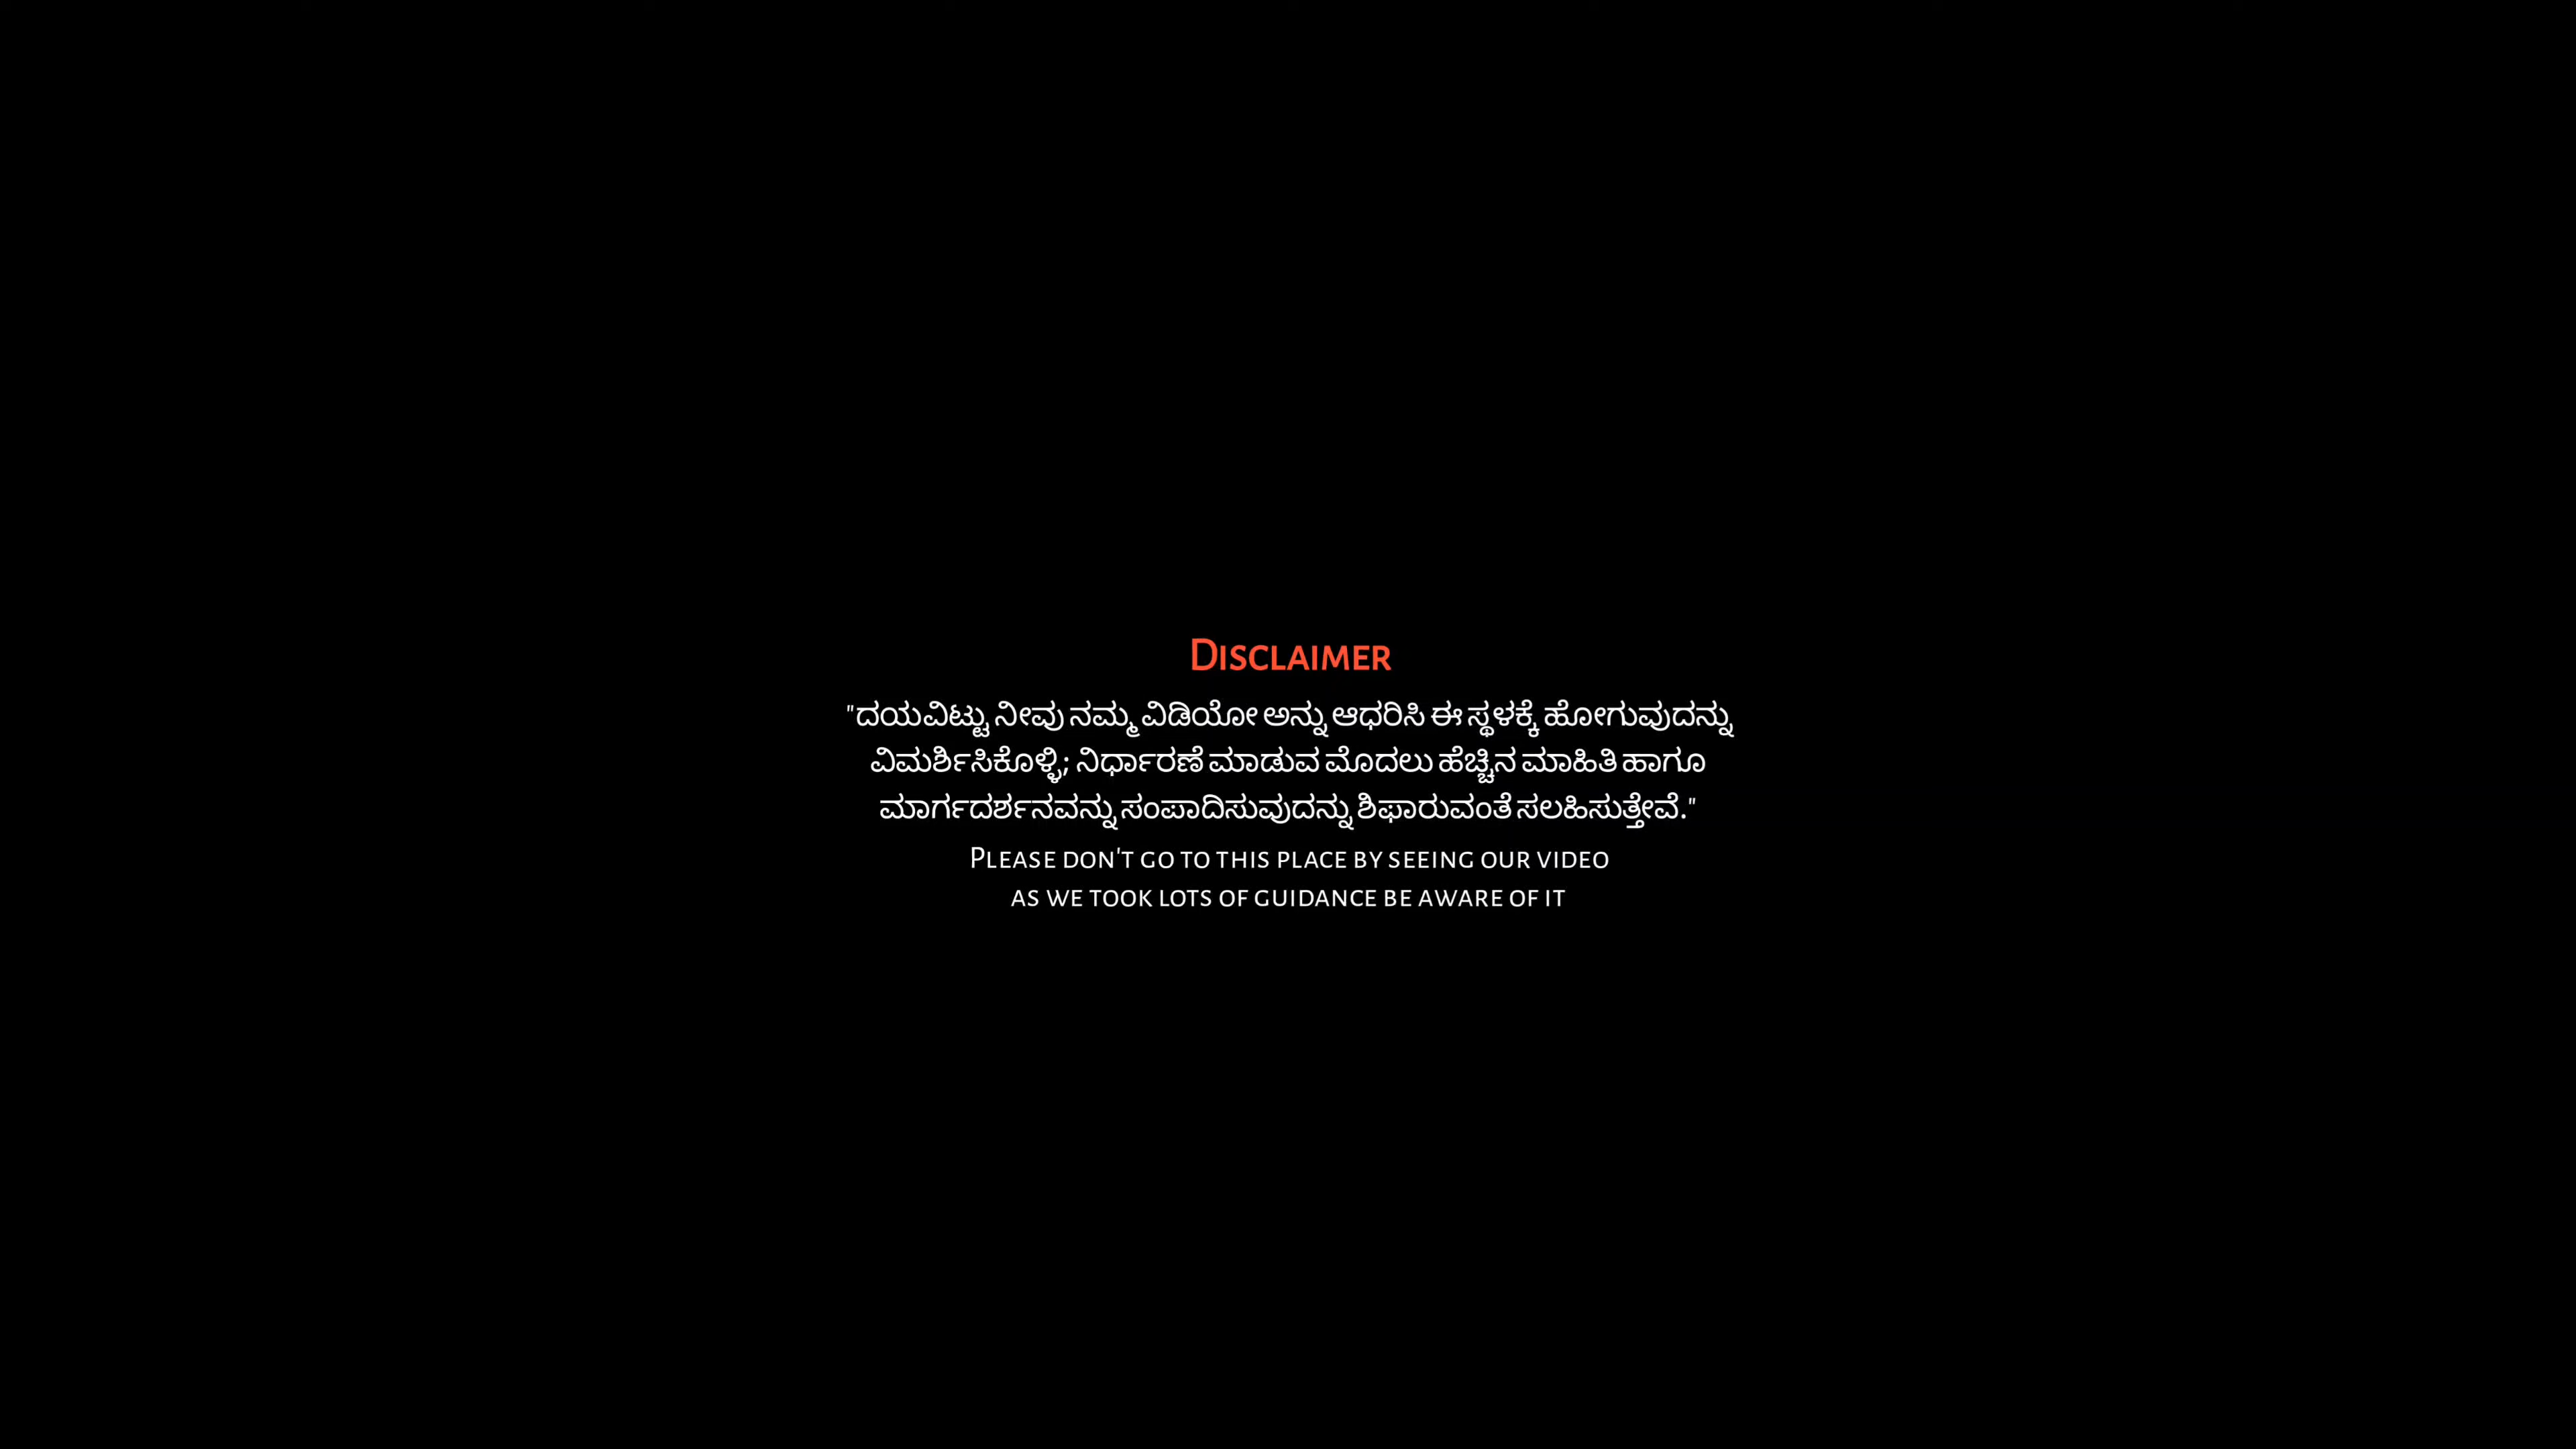 Disclaimer
"ದಯವಿಟ್ಟು ನೀವು ನಮ್ಮ ವಿಡಿಯೋ ಅನ್ನು ಆಧರಿಸಿ ಈ ಸ್ಥಳಕ್ಕೆ ಹೋಗುವುದನ್ನು
ವಿಮರ್ಶಿಸಿಕೊಳ್ಳಿ; ನಿರ್ಧಾರಣೆ ಮಾಡುವ ಮೊದಲು ಹೆಚ್ಚಿನ ಮಾಹಿತಿ ಹಾಗೂ
ಮಾರ್ಗದರ್ಶನವನ್ನು ಸಂಪಾದಿಸುವುದನ್ನು ಶಿಫಾರುವಂತೆ ಸಲಹಿಸುತ್ತೇವೆ."
Please don't go to this place by seeing our video
as we took lots of guidance be aware of it